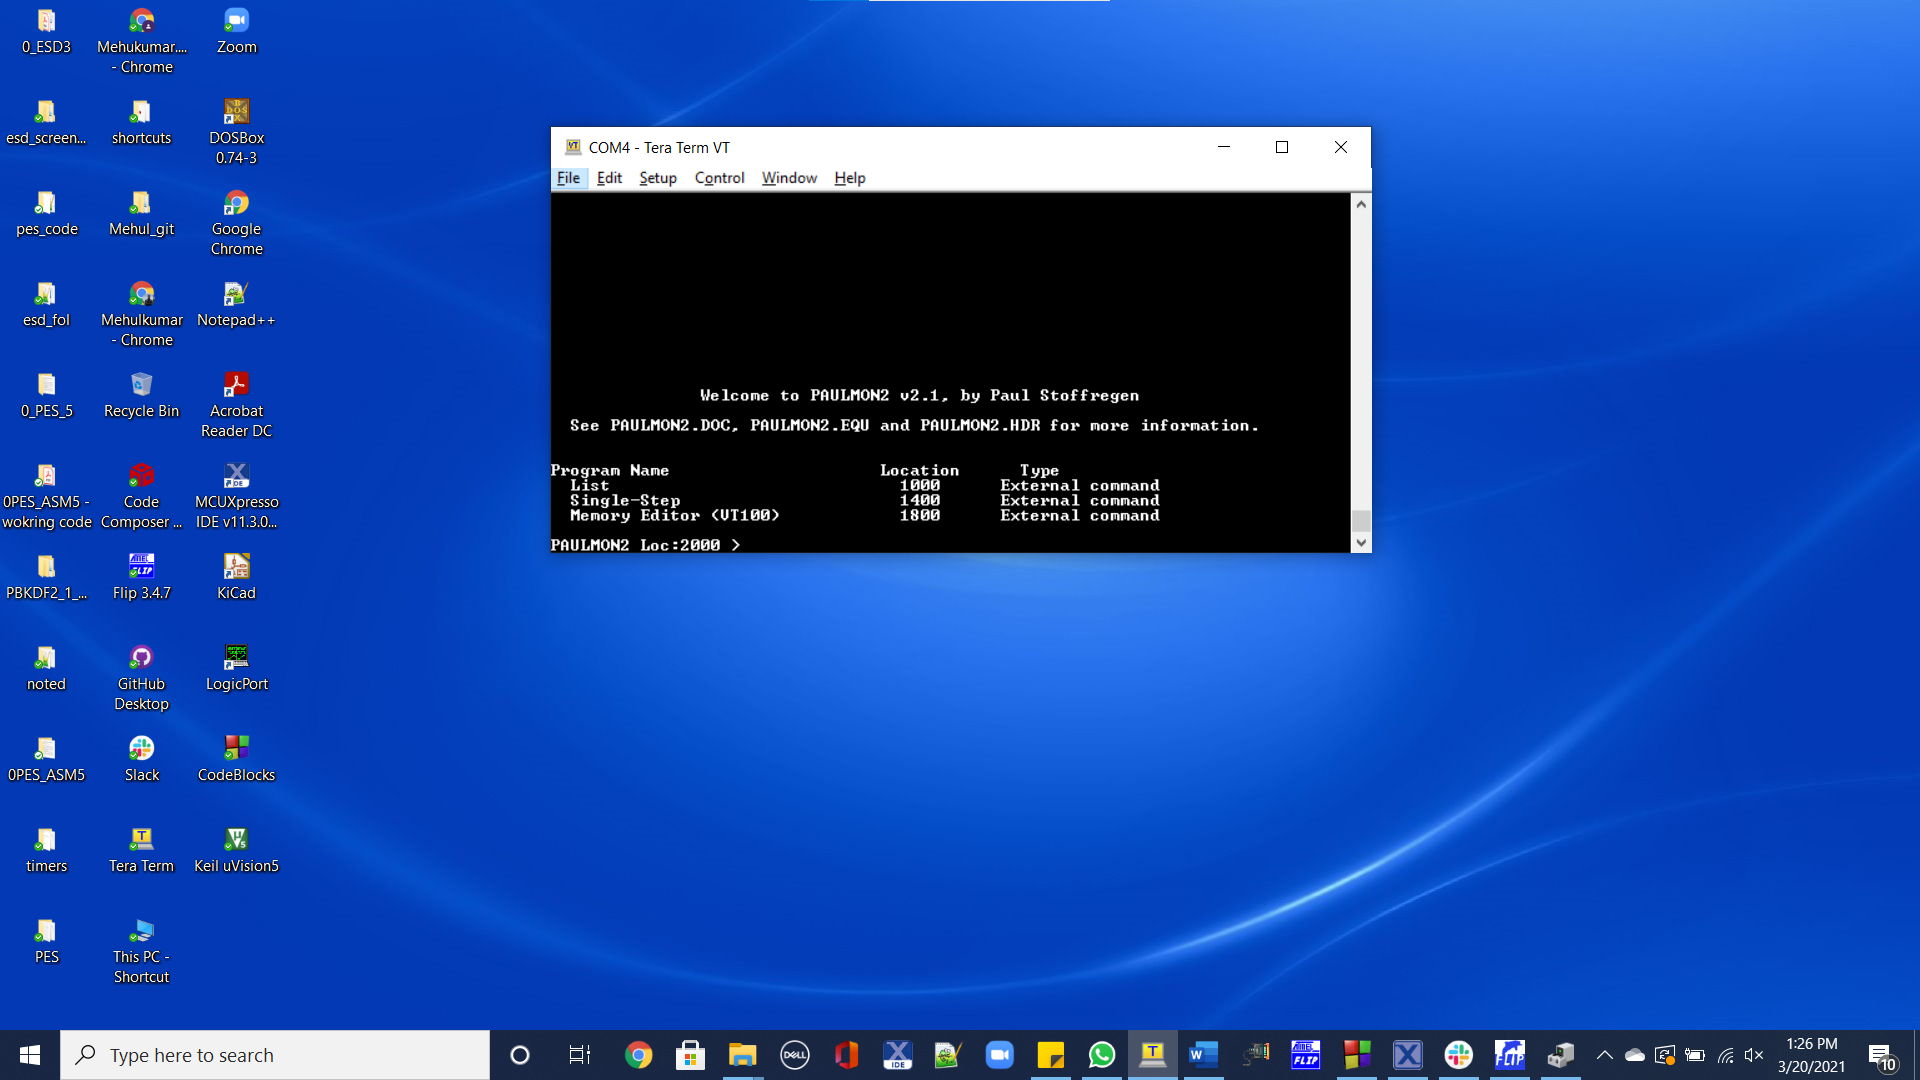 0_ESD3
Mehukumar....
- Chrome
Zoom
esd_screen...
shortcuts
DOSBox
0.74-3
pes_code
Mehul_git
Google
Chrome
esd_fol
Mehulkumar
- Chrome
Notepad++
0_PES_5
Recycle Bin
Acrobat
Reader DC
0PES_ASM5 -
wokring code
Code
Composer ...
MCUXpresso
IDE v11.3.0...
PBKDF2_1_...
Flip 3.4.7
KiCad
noted
GitHub
Desktop
LogicPort
0PES_ASM5
Slack
CodeBlocks
timers
Tera Term
Keil uVision5
PES
This PC -
Shortcut
COM4 - Tera Term VT
File Edit Setup Control Window Help
Welcome to PAULMON2 v2.1, by Paul Stoffregen
See PAULMON2.DOC, PAULMON2.EQU and PAULMON2.HDR for more information.
Program Name Location Type
List 1000 External command
Single-Step 1400 External command
Memory Editor (VT100) 1800 External command
PAULMON2 Loc:2000 >
Type here to search
1:26 PM
3/20/2021
10